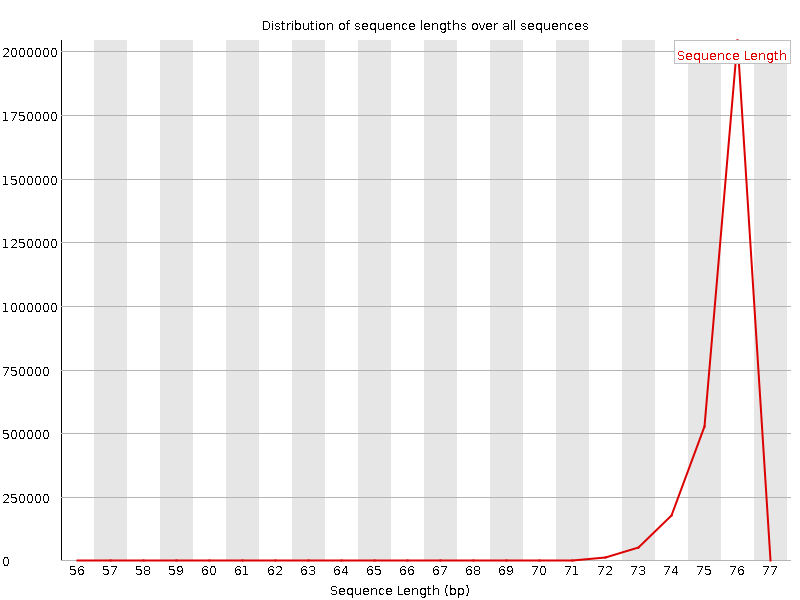 Distribution of sequence lengths over all sequences
2000000
Sequence Length
1750000
1500000
1250000
1000000
750000
500000
250000
0
56 57 58 59 60 61 62 63 64 65 66 67 68 69 70 71 72 73 74 75 76 77
Sequence Length (bp)